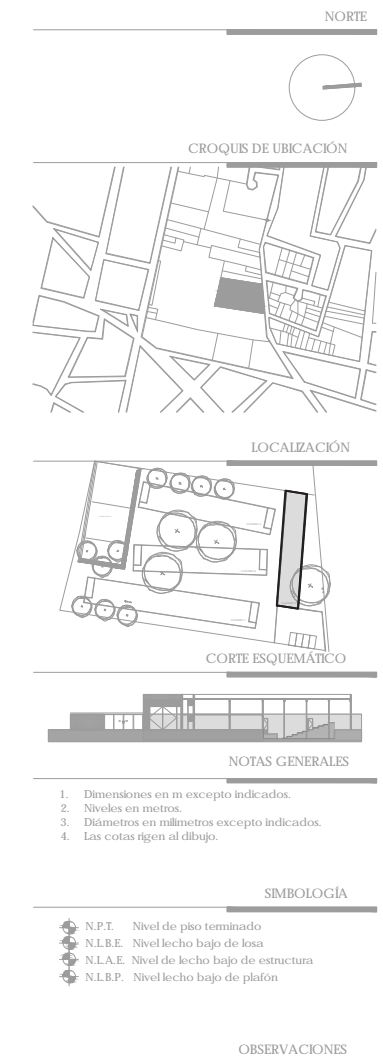 NORTE
CROQUIS DE UBICACIÓN
LOCALIZACIÓN
CORTE ESQUEMÁTICO
NOTAS GENERALES
1. Dimensiones en m excepto indicados.
2. Niveles en metros.
3. Diámetros en milimetros excepto indicados.
4. Las cotas rigen al dibujo.
SIMBOLOGÍA
N.P.T. Nivel de piso terminado
N.L.B.E. Nivel lecho bajo de losa
N.L.A.E. Nivel lecho bajo de estructura
N.L.B.P. Nivel lecho bajo de plafón
OBSERVACIONES